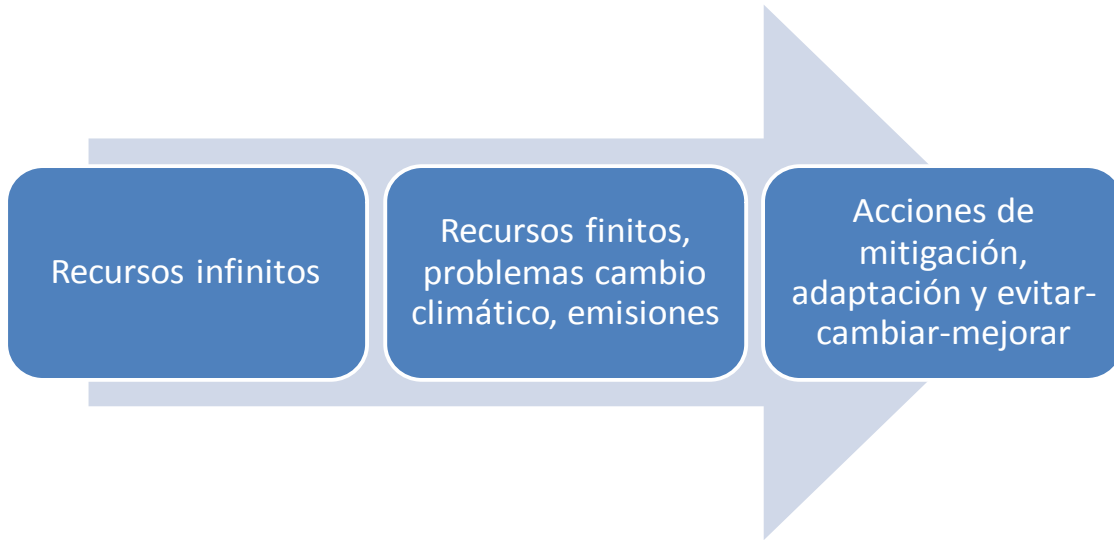 Recursos infinitos
Recursos finitos,
problemas cambio
climático, emisiones
Acciones de
mitigación,
adaptación y evitar-
cambiar-mejorar